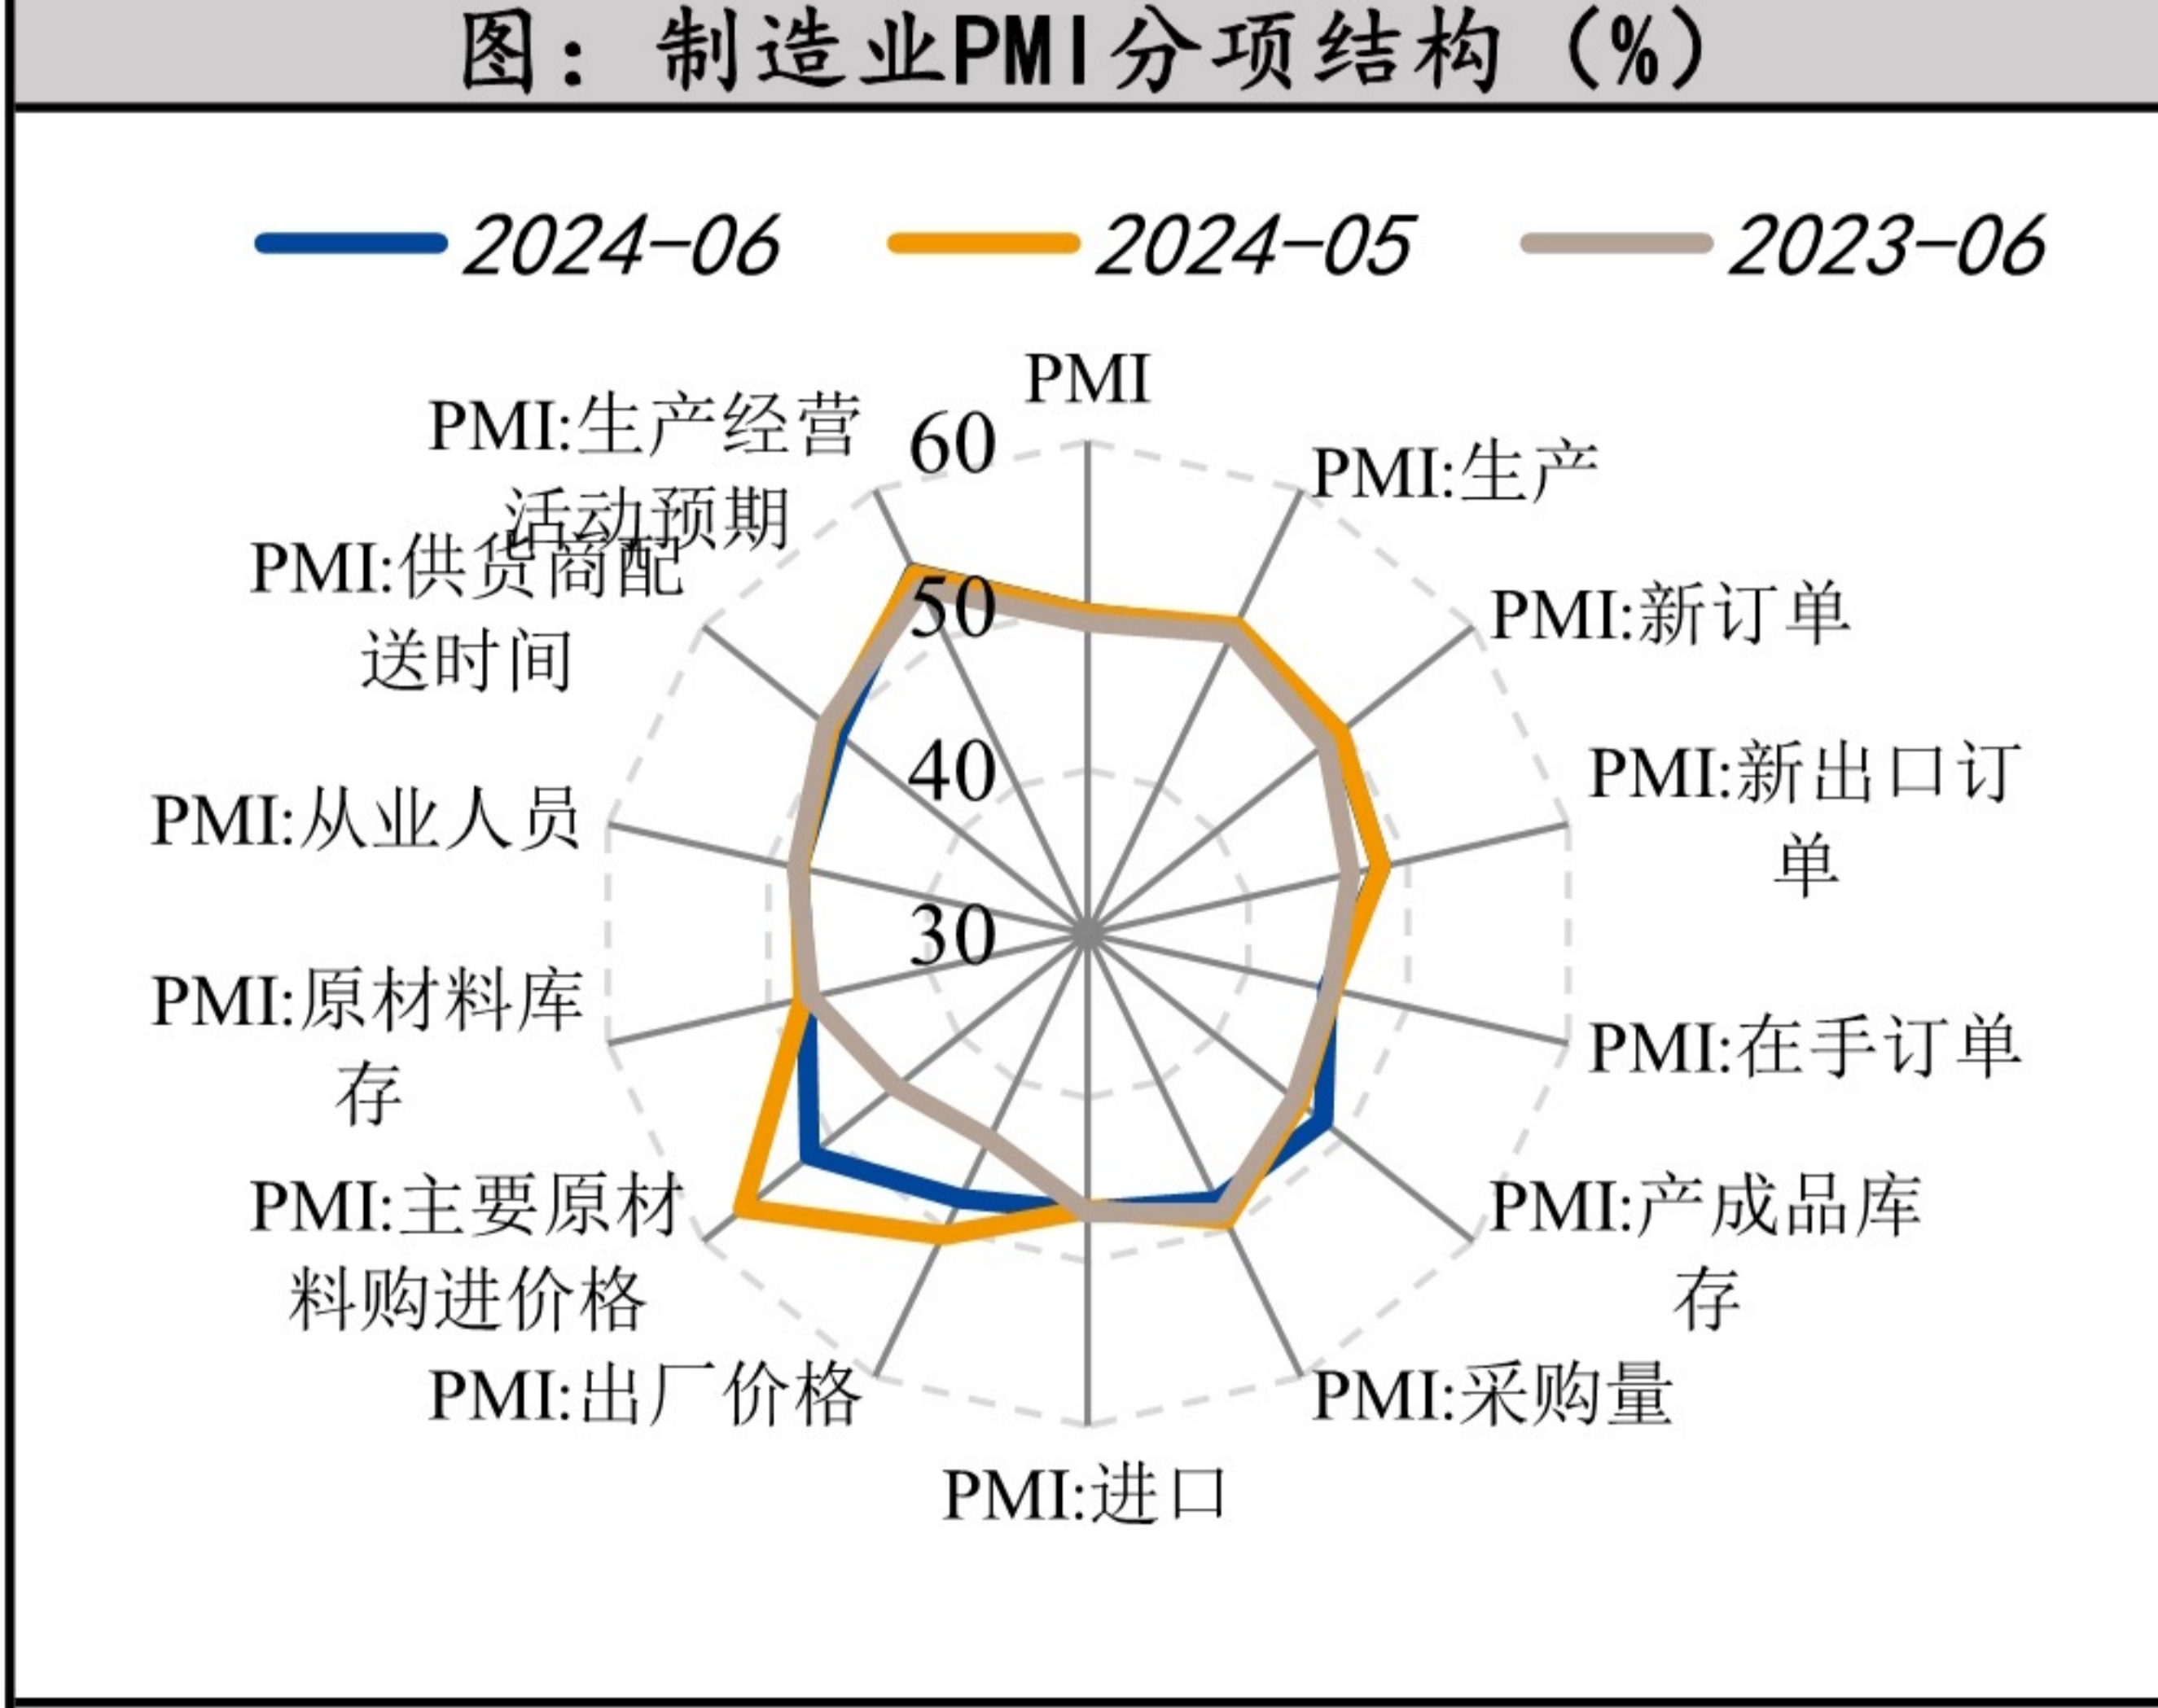 图：制造业PMI分项结构（%）
2024-06 2024-05 2023-06
PMI
PMI:生产
PMI:新订单
PMI:新出口订
单
PMI:在手订单
PMI:产成品库
存
PMI:采购量
PMI:进口
PMI:出厂价格
PMI:主要原材
料购进价格
PMI:原材料库
存
PMI:从业人员
PMI:供货商配
送时间
PMI:生产经营
活动预期
60
50
40
30